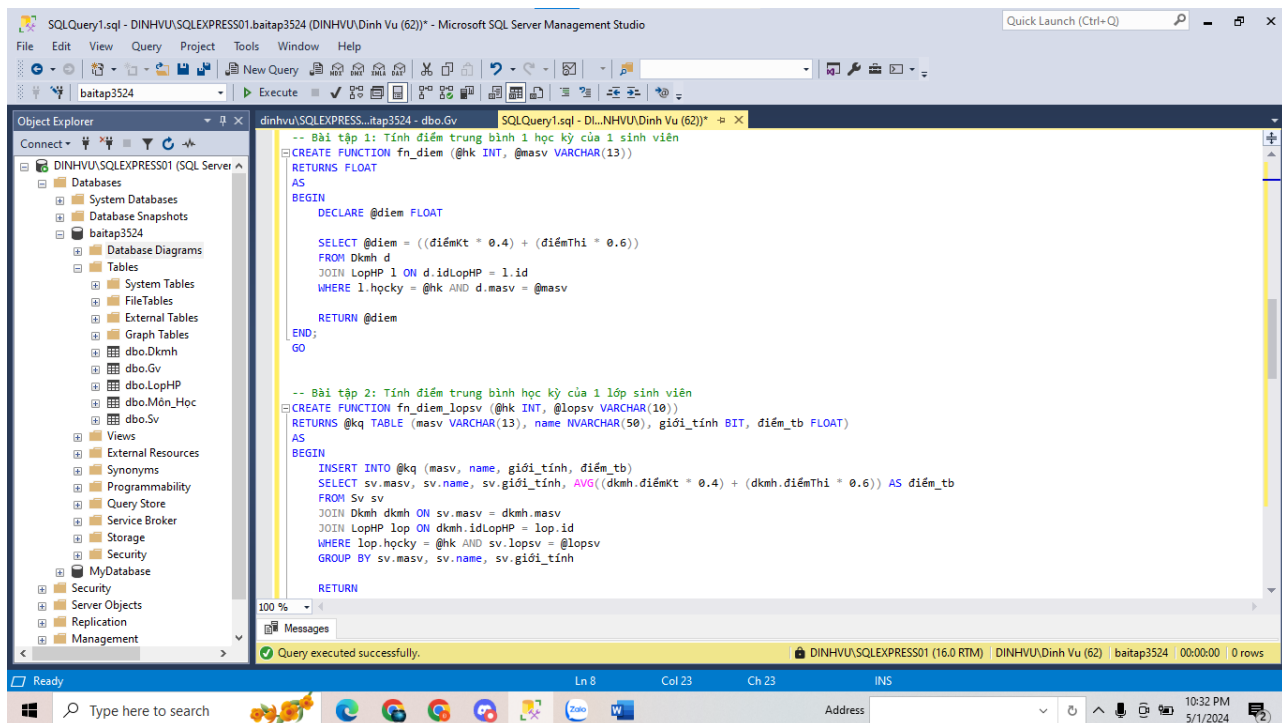 SQLQuery1.sql - DINHVU\SQLEXPRESS01.baitap3524 (DINHVU\Dinh Vu (62))* - Microsoft SQL Server Management Studio
Quick Launch (Ctrl+Q)
File Edit View Query Project Tools Window Help
New Query MDX DMX XMLA DAX
baitap3524 Execute
Object Explorer
dinhvu\SQLEXPRESS...itap3524 - dbo.Gv
SQLQuery1.sql - DI...NHVU\Dinh Vu (62))*
Connect
DINHVU\SQLEXPRESS01 (SQL Server
Databases
System Databases
Database Snapshots
baitap3524
Database Diagrams
Tables
System Tables
FileTables
External Tables
Graph Tables
dbo.Dkmh
dbo.Gv
dbo.LopHP
dbo.Môn_Học
dbo.Sv
Views
External Resources
Synonyms
Programmability
Query Store
Service Broker
Storage
Security
MyDatabase
Security
Server Objects
Replication
Management
-- Bài tập 1: Tính điểm trung bình 1 học kỳ 1 sinh viên
CREATE FUNCTION fn_diem (@hk INT, @masv VARCHAR(13))
RETURNS FLOAT
AS
BEGIN
DECLARE @diem FLOAT
SELECT @diem = ((điểmKt * 0.4) + (điểmThi * 0.6))
FROM Dkmh d
JOIN LopHP l ON d.idLopHP = l.id
WHERE l.họcky = @hk AND d.masv = @masv
RETURN @diem
END;
GO
-- Bài tập 2: Tính điểm trung bình học kỳ của 1 lớp sinh viên
CREATE FUNCTION fn_diem_lopsv (@hk INT, @lopsv VARCHAR(10))
RETURNS @kq TABLE (masv VARCHAR(13), name NVARCHAR(50), giới_tính BIT, điểm_tb FLOAT)
AS
BEGIN
INSERT INTO @kq (masv, name, giới_tính, điểm_tb)
SELECT sv.masv, sv.name, sv.giới_tính, AVG((dkmh.điểmKt * 0.4) + (dkmh.điểmThi * 0.6)) AS điểm_tb
FROM Sv sv
JOIN Dkmh dkmh ON sv.masv = dkmh.masv
JOIN LopHP lop ON dkmh.idLopHP = lop.id
WHERE lop.họcky = @hk AND sv.lopsv = @lopsv
GROUP BY sv.masv, sv.name, sv.giới_tính
RETURN
100 %
Messages
Query executed successfully.
DINHVU\SQLEXPRESS01 (16.0 RTM) DINHVU\Dinh Vu (62) baitap3524 00:00:00 0 rows
Ready Ln 8 Col 23 Ch 23 INS
Type here to search
Zalo
Address
10:32 PM
5/1/2024
2